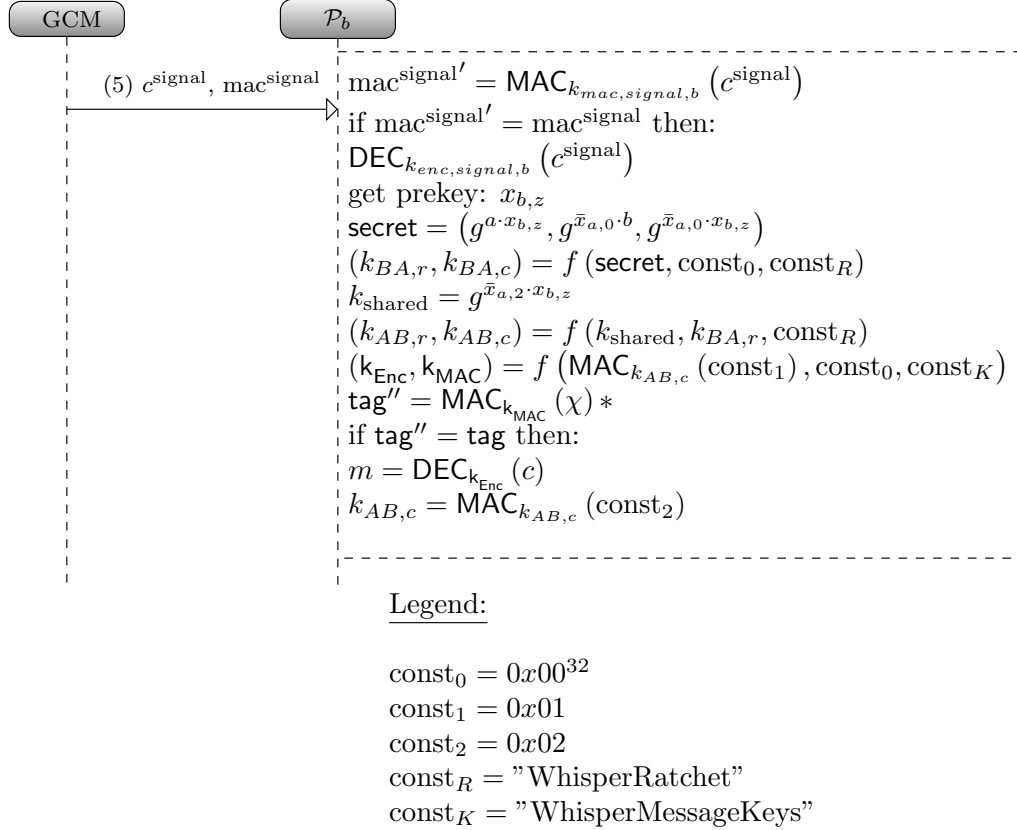 GCM
𝒫_b
(5) c^signal, mac^signal
mac^signal′ = MAC_{k_{mac,signal,b}} (c^signal)
if mac^signal′ = mac^signal then:
DEC_{k_{enc,signal,b}} (c^signal)
get prekey: x_{b,z}
secret = (g^{a·x_{b,z}}, g^{x̄_{a,0}·b}, g^{x̄_{a,0}·x_{b,z}})
(k_{BA,r}, k_{BA,c}) = f (secret, const_0, const_R)
k_shared = g^{x̄_{a,2}·x_{b,z}}
(k_{AB,r}, k_{AB,c}) = f (k_shared, k_{BA,r}, const_R)
(k_Enc, k_MAC) = f (MAC_{k_{AB,c}} (const_1) , const_0, const_K)
tag″ = MAC_{k_MAC} (χ) ∗
if tag″ = tag then:
m = DEC_{k_Enc} (c)
k_{AB,c} = MAC_{k_{AB,c}} (const_2)
Legend:
const_0 = 0x00^32
const_1 = 0x01
const_2 = 0x02
const_R = ”WhisperRatchet”
const_K = ”WhisperMessageKeys”